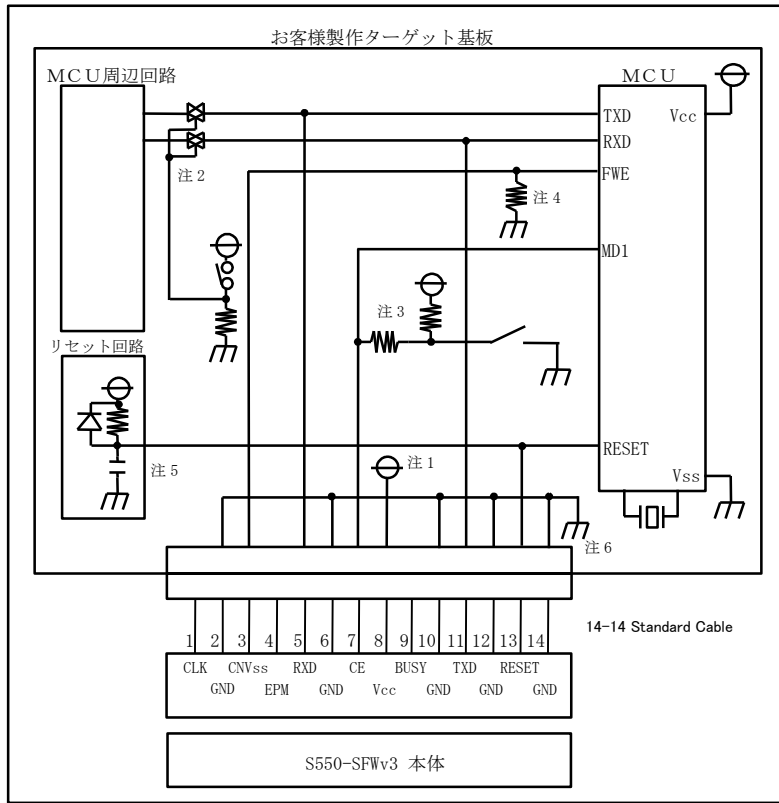 お客様製作ターゲット基板
ＭＣＵ周辺回路
ＭＣＵ
TXD
Vcc
RXD
注２
FWE
注４
MD1
注３
リセット回路
RESET
注５
注１
Vss
注６
14-14 Standard Cable
1 2 3 4 5 6 7 8 9 10 11 12 13 14
CLK CNVss RXD CE BUSY TXD RESET
GND EPM GND Vcc GND GND GND
S550-SFWv3 本体